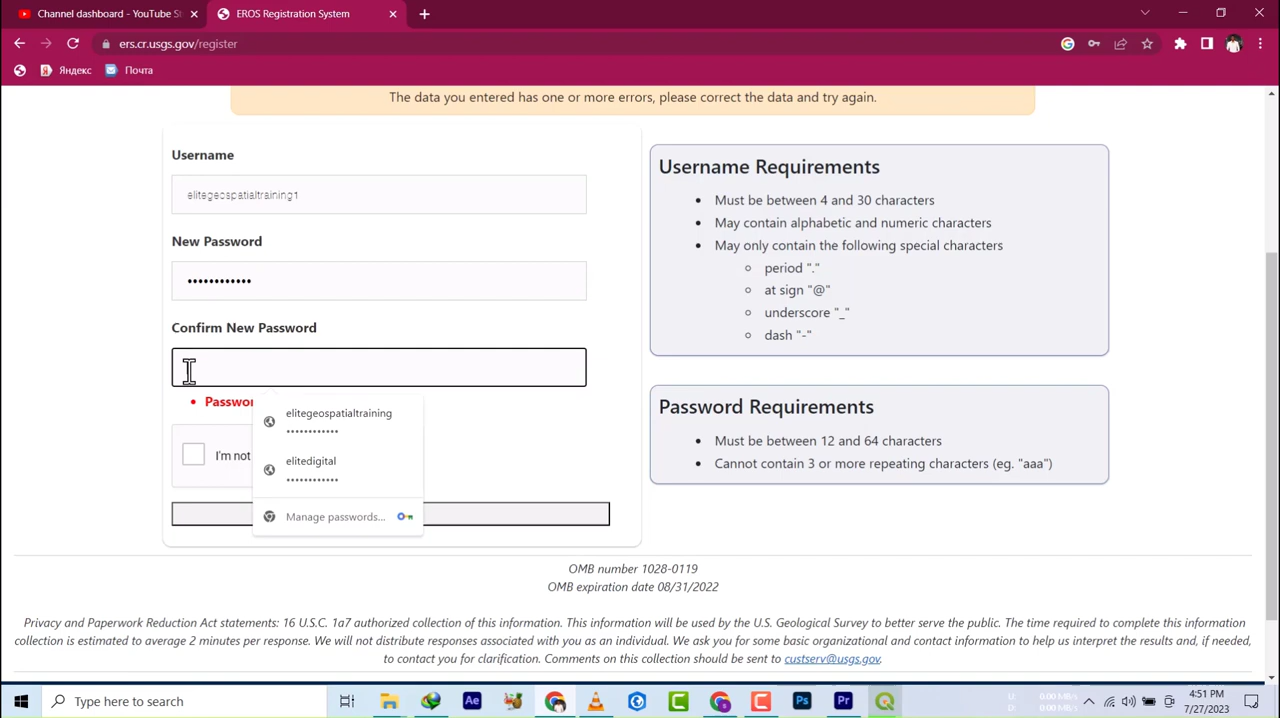 Channel dashboard - YouTube S
EROS Registration System
ers.cr.usgs.gov/register
Яндекс
Почта
The data you entered has one or more errors, please correct the data and try again.
Username
elitegeospatialtraining1
New Password
••••••••••••
Confirm New Password
elitegeospatialtraining
••••••••••••
elitedigital
••••••••••••
Manage passwords...
I'm not
Username Requirements
Must be between 4 and 30 characters
May contain alphabetic and numeric characters
May only contain the following special characters
period "."
at sign "@"
underscore "_"
dash "-"
Password Requirements
Must be between 12 and 64 characters
Cannot contain 3 or more repeating characters (eg. "aaa")
OMB number 1028-0119
OMB expiration date 08/31/2022
Privacy and Paperwork Reduction Act statements: 16 U.S.C. 1a7 authorized collection of this information. This information will be used by the U.S. Geological Survey to better serve the public. The time required to complete this information
collection is estimated to average 2 minutes per response. We will not distribute responses associated with you as an individual. We ask you for some basic organizational and contact information to help us interpret the results and, if needed,
to contact you for clarification. Comments on this collection should be sent to custserv@usgs.gov.
Type here to search
Ae
Ps
Pr
U: 0.00 MB/s
D: 0.00 MB/s
4:51 PM
7/27/2023